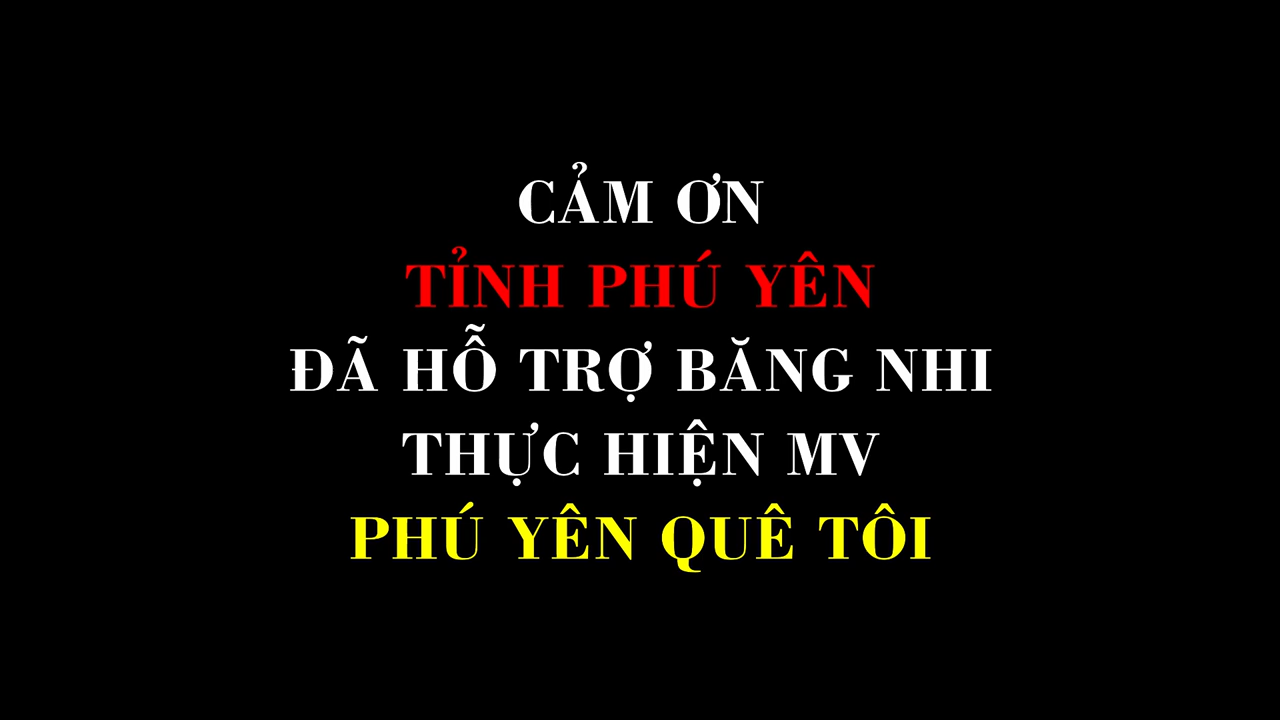 CẢM ƠN
TỈNH PHÚ YÊN
ĐÃ HỖ TRỢ BĂNG NHI
THỰC HIỆN MV
PHÚ YÊN QUÊ TÔI